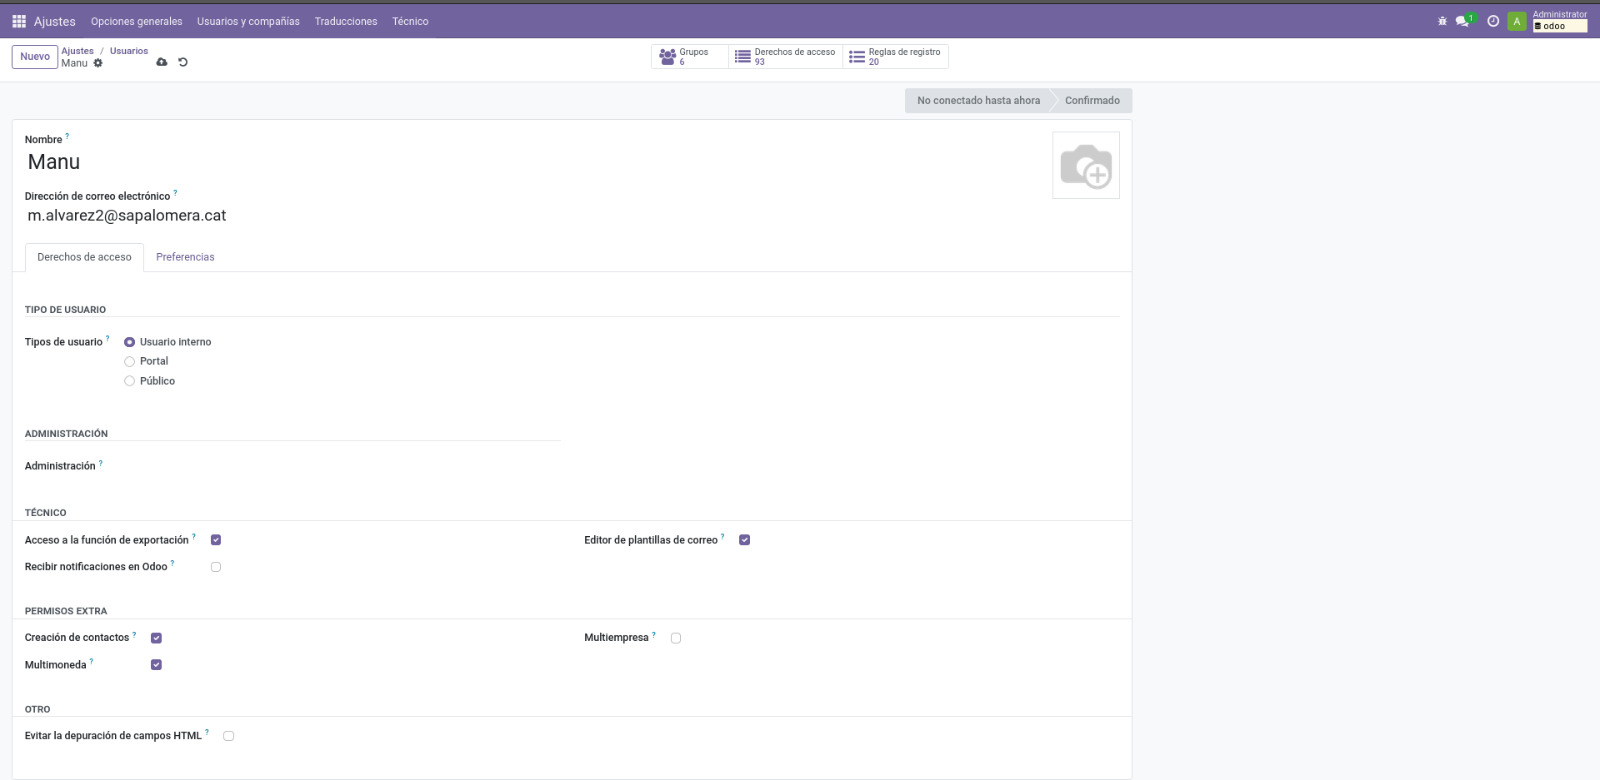 Ajustes Opciones generales Usuarios y compañías Traducciones Técnico 1 A Administrator
odoo
Nuevo Ajustes / Usuarios
Manu
Grupos Derechos de acceso Reglas de registro
6 93 20
No conectado hasta ahora Confirmado
Nombre ?
Manu
Dirección de correo electrónico ?
m.alvarez2@sapalomera.cat
Derechos de acceso Preferencias
TIPO DE USUARIO
Tipos de usuario ? Usuario interno
Portal
Público
ADMINISTRACIÓN
Administración ?
TÉCNICO
Acceso a la función de exportación ? Editor de plantillas de correo ?
Recibir notificaciones en Odoo ?
PERMISOS EXTRA
Creación de contactos ? Multiempresa ?
Multimoneda ?
OTRO
Evitar la depuración de campos HTML ?